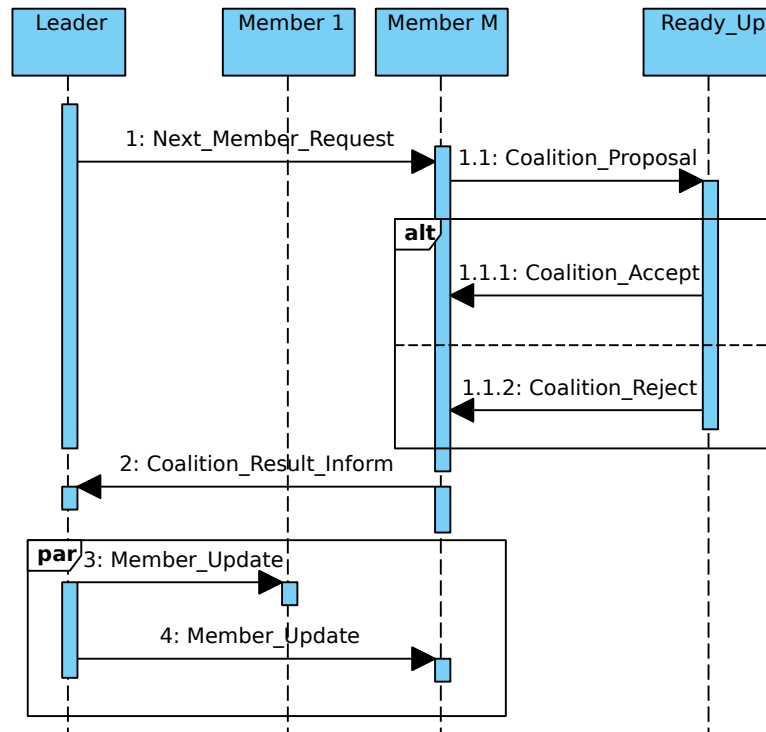 Leader
Member 1
Member M
Ready_Up
1: Next_Member_Request
1.1: Coalition_Proposal
alt
1.1.1: Coalition_Accept
1.1.2: Coalition_Reject
2: Coalition_Result_Inform
par
3: Member_Update
4: Member_Update